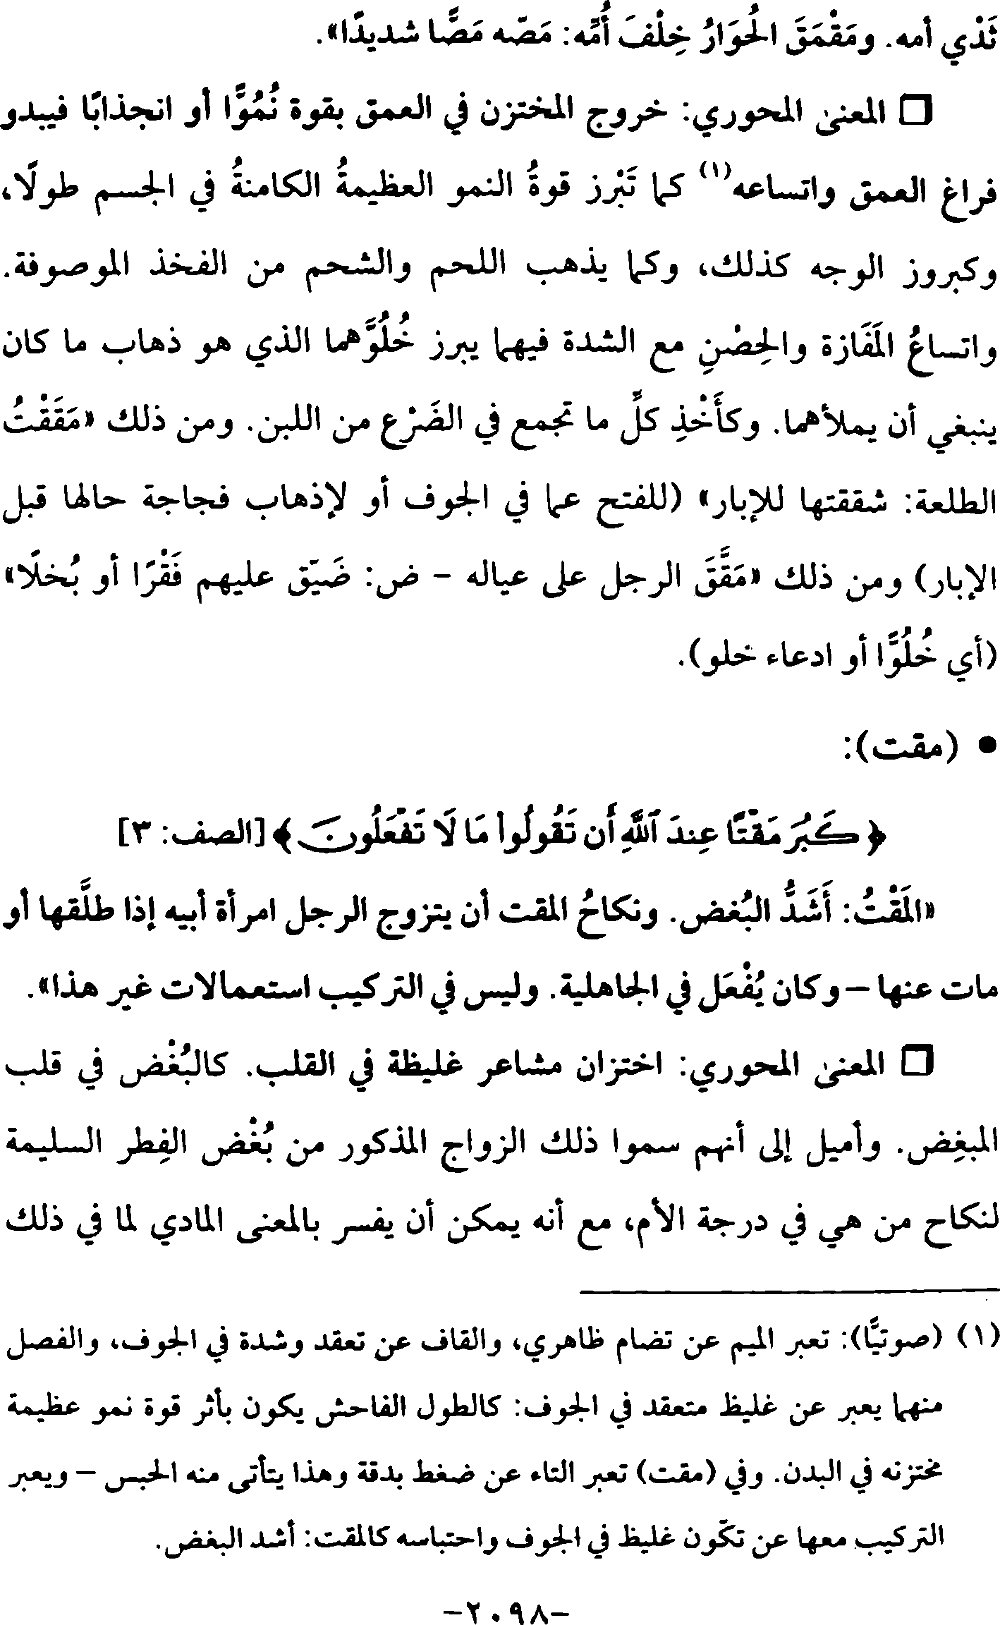 ثَدْي أمه. ومَقْمَقَ الحُوَارُ خِلْفَ أُمِّه: مَصّه مَصًّا شديدًا».
□ المعنى المحوري: خروج المختزن في العمق بقوة نُمُوًّا أو انجذابًا فيبدو
فراغ العمق واتساعه(١) كما تَبْرز قوةُ النمو العظيمةُ الكامنةُ في الجسم طولًا،
وكبروز الوجه كذلك، وكما يذهب اللحم والشحم من الفخذ الموصوفة.
واتساعُ المَفَازة والحِصْنِ مع الشدة فيهما يبرز خُلُوَّهما الذي هو ذهاب ما كان
ينبغي أن يملأهما. وكأَخْذِ كلِّ ما تجمع في الضَرْع من اللبن. ومن ذلك «مَقَقْتُ
الطلعة: شققتها للإبار» (للفتح عما في الجوف أو لإذهاب فجاجة حالها قبل
الإبار) ومن ذلك «مَقَّقَ الرجل على عياله - ض: ضَيّق عليهم فَقْرًا أو بُخلًا»
(أي خُلُوًّا أو ادعاء خلو).
• (مقت):
﴿كَبُرَ مَقْتًا عِندَ ٱللَّهِ أَن تَقُولُوا۟ مَا لَا تَفْعَلُونَ﴾ [الصف: ٣]
«المَقْتُ: أَشَدُّ البُغض. ونكاحُ المقت أن يتزوج الرجل امرأة أبيه إذا طلَّقها أو
مات عنها – وكان يُفْعَل في الجاهلية. وليس في التركيب استعمالات غير هذا».
□ المعنى المحوري: اختزان مشاعر غليظة في القلب. كالبُغْض في قلب
المبغِض. وأميل إلى أنهم سموا ذلك الزواج المذكور من بُغْض الفِطر السليمة
لنكاح من هي في درجة الأم، مع أنه يمكن أن يفسر بالمعنى المادي لما في ذلك
(١) (صوتيًّا): تعبر الميم عن تضام ظاهري، والقاف عن تعقد وشدة في الجوف، والفصل
منهما يعبر عن غليظ متعقد في الجوف: كالطول الفاحش يكون بأثر قوة نمو عظيمة
مختزنه في البدن. وفي (مقت) تعبر التاء عن ضغط بدقة وهذا يتأتى منه الحبس – ويعبر
التركيب معها عن تكّون غليظ في الجوف واحتباسه كالمقت: أشد البغض.
-٢٠٩٨-